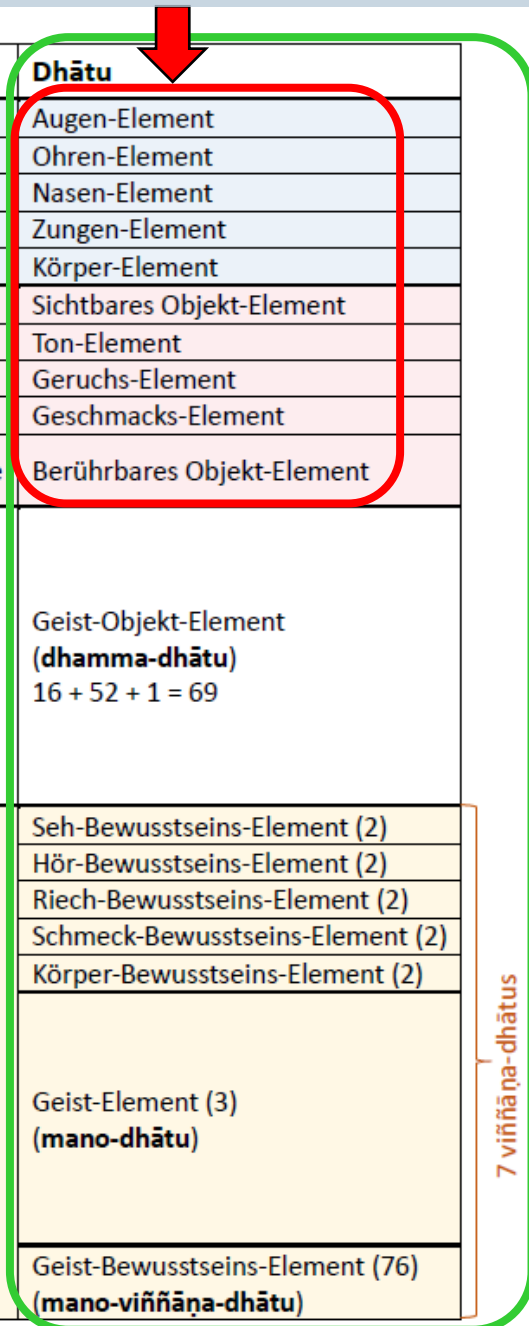 Dhātu
Augen-Element
Ohren-Element
Nasen-Element
Zungen-Element
Körper-Element
Sichtbares Objekt-Element
Ton-Element
Geruchs-Element
Geschmacks-Element
Berührbares Objekt-Element
Geist-Objekt-Element
(dhamma-dhātu)
16 + 52 + 1 = 69
Seh-Bewusstseins-Element (2)
Hör-Bewusstseins-Element (2)
Riech-Bewusstseins-Element (2)
Schmeck-Bewusstseins-Element (2)
Körper-Bewusstseins-Element (2)
Geist-Element (3)
(mano-dhātu)
Geist-Bewusstseins-Element (76)
(mano-viññāṇa-dhātu)
7 viññāṇa-dhātus